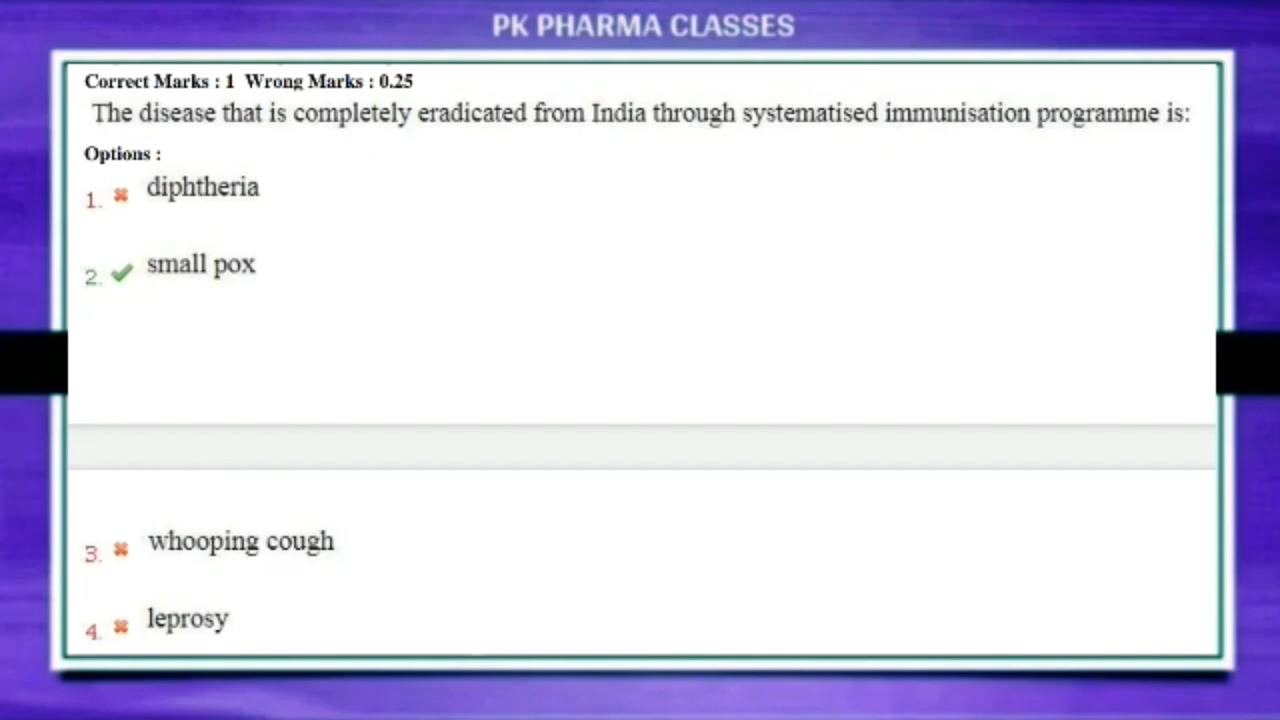 PK PHARMA CLASSES
Correct Marks : 1 Wrong Marks : 0.25
The disease that is completely eradicated from India through systematised immunisation programme is:
Options :
1. diphtheria
2. small pox
3. whooping cough
4. leprosy